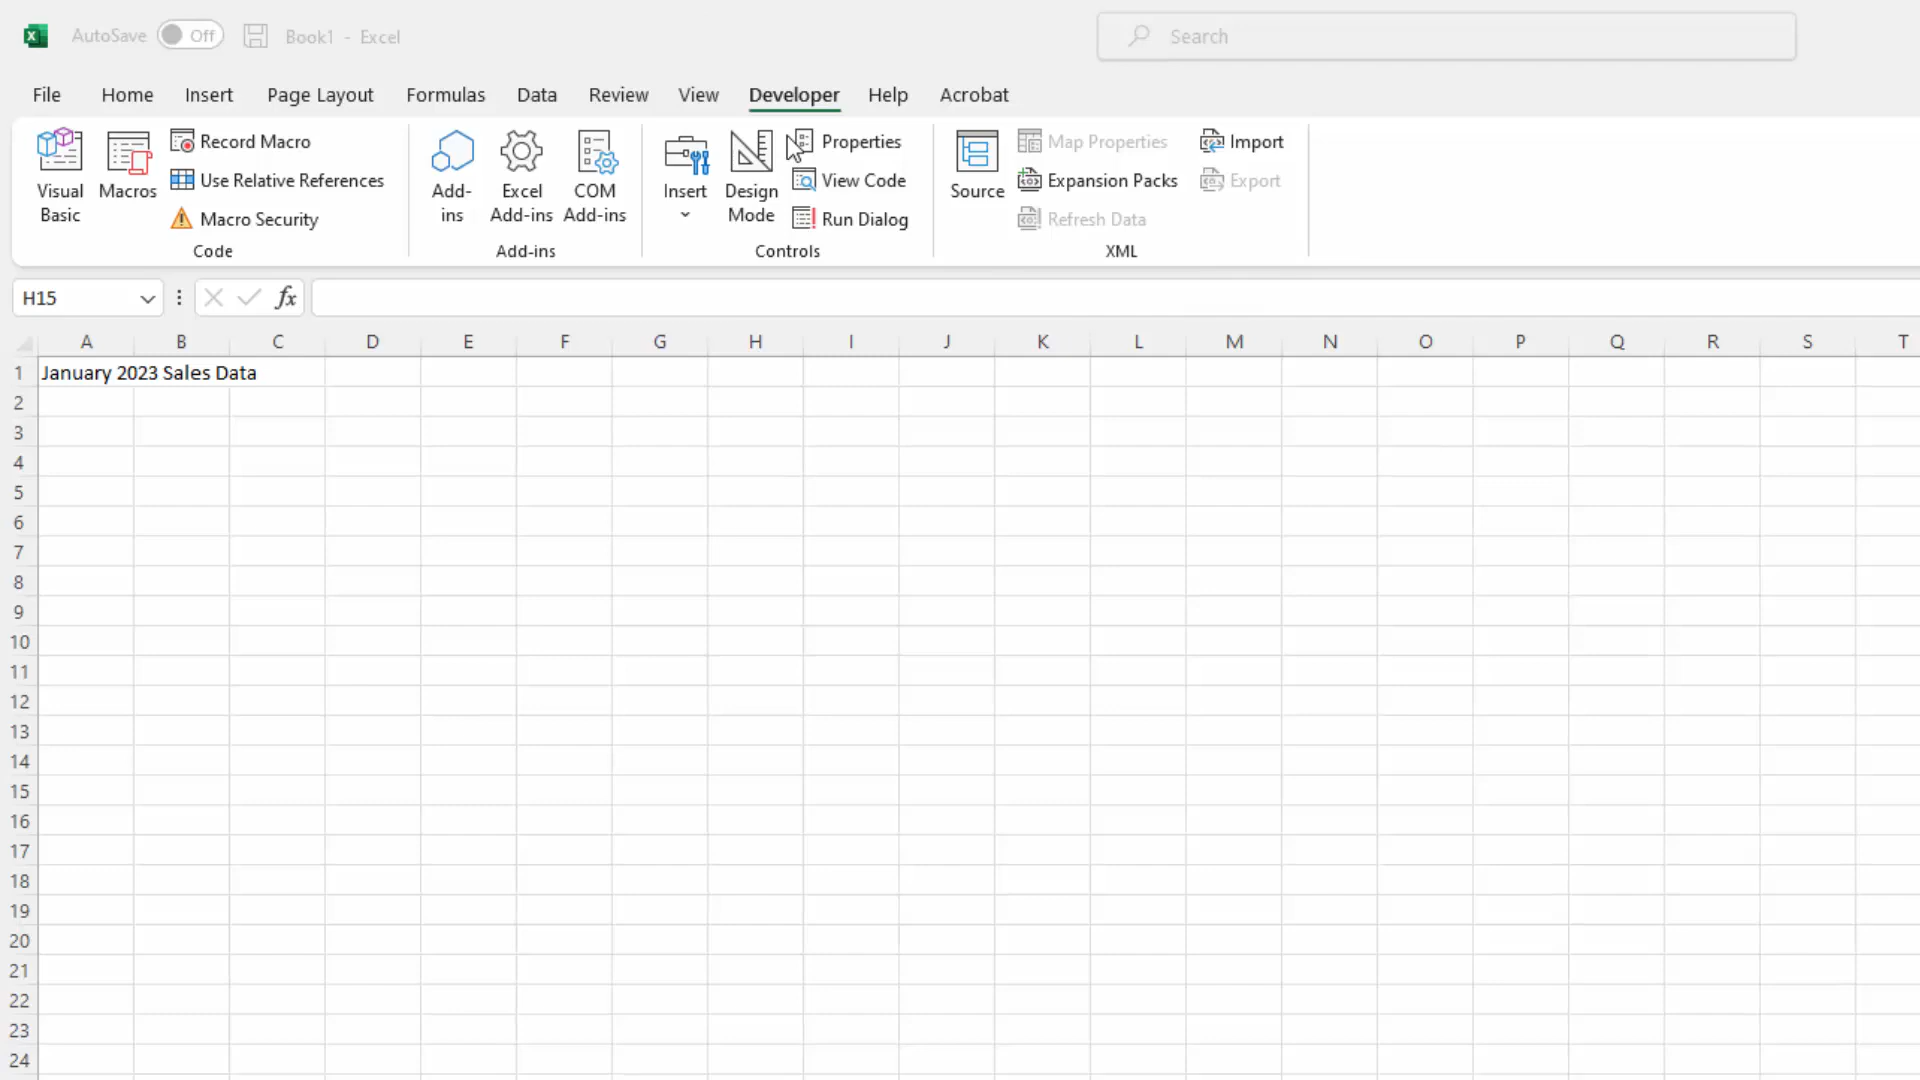 AutoSave Off Book1 - Excel Search
File Home Insert Page Layout Formulas Data Review View Developer Help Acrobat
Visual Basic
Macros
Record Macro
Use Relative References
Macro Security
Code
Add-ins
Excel Add-ins
COM Add-ins
Add-ins
Insert
Design Mode
Properties
View Code
Run Dialog
Controls
Source
Map Properties
Expansion Packs
Refresh Data
Import
Export
XML
H15 fx
A B C D E F G H I J K L M N O P Q R S T
1 January 2023 Sales Data
2
3
4
5
6
7
8
9
10
11
12
13
14
15
16
17
18
19
20
21
22
23
24